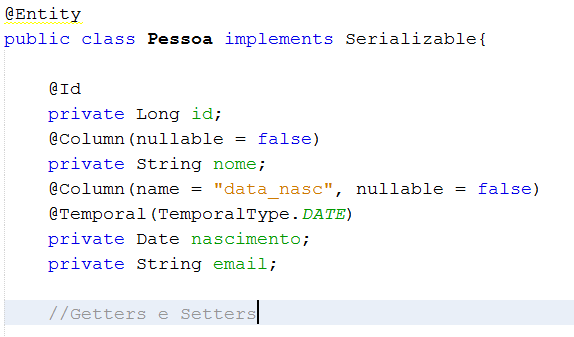 @Entity
public class Pessoa implements Serializable{
@Id
private Long id;
@Column(nullable = false)
private String nome;
@Column(name = "data_nasc", nullable = false)
@Temporal(TemporalType.DATE)
private Date nascimento;
private String email;
//Getters e Setters